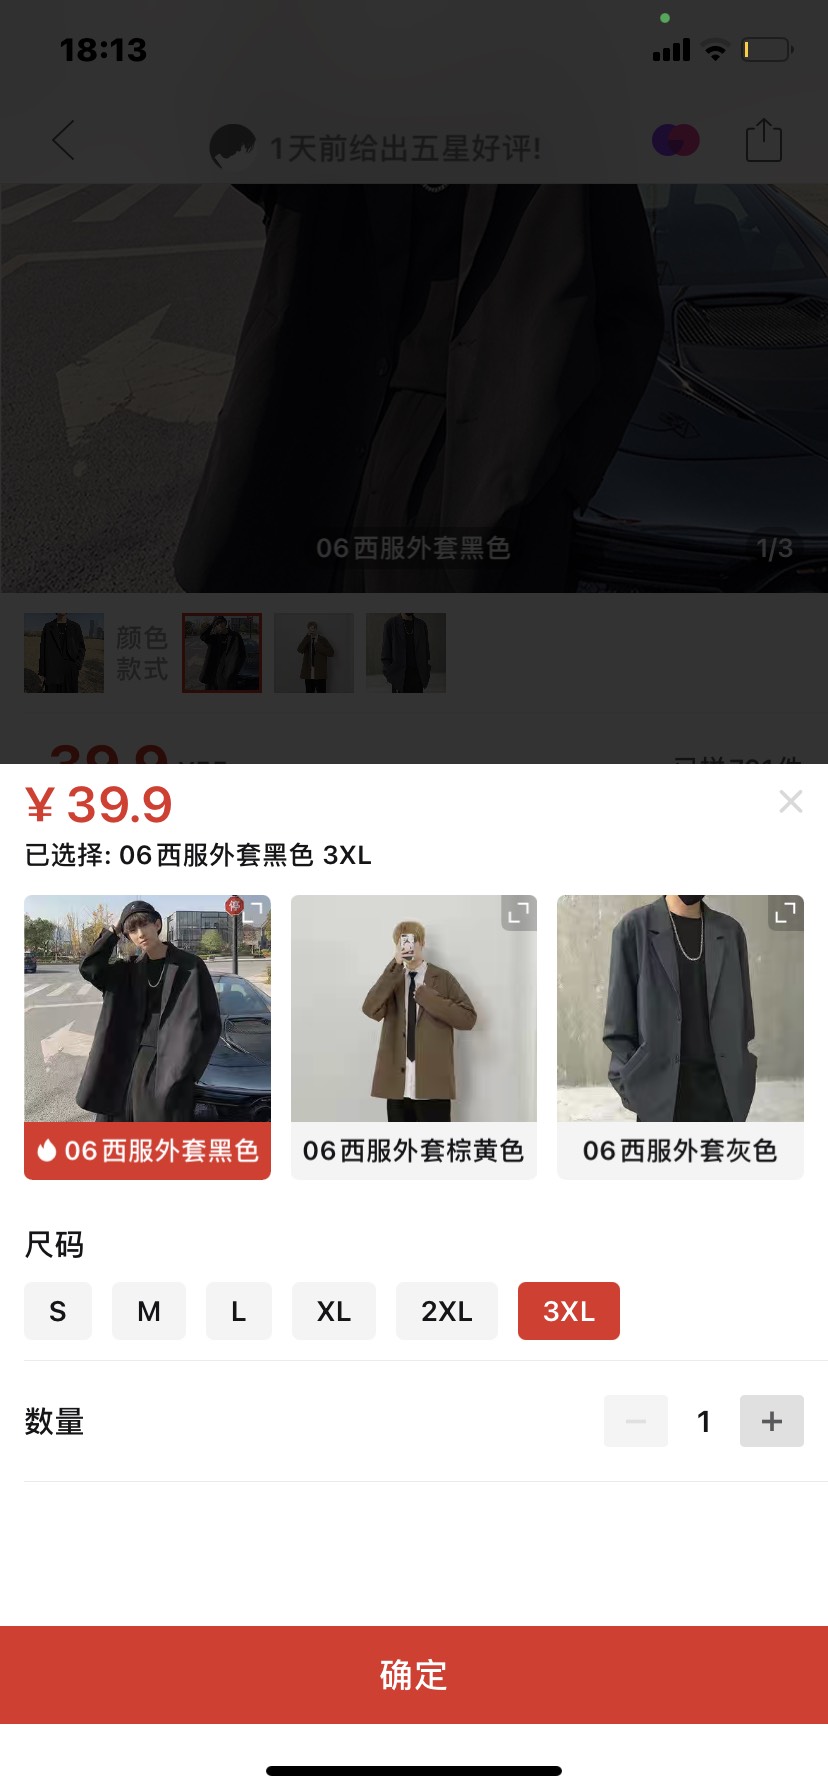 18:13
1天前给出五星好评!
06西服外套黑色
1/3
颜色
款式
39.9
¥39.9
已选择: 06西服外套黑色 3XL
停
06西服外套黑色
06西服外套棕黄色
06西服外套灰色
尺码
S
M
L
XL
2XL
3XL
数量
1
确定